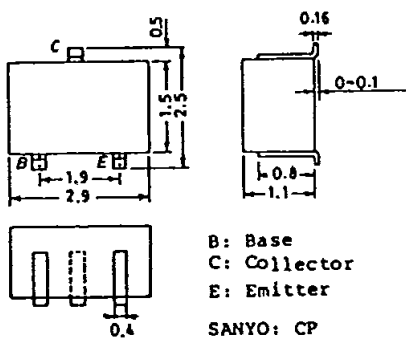 C
0.5
1.5
2.5
B
E
1.9
2.9
0.16
0-0.1
0.8
1.1
0.4
B: Base
C: Collector
E: Emitter
SANYO: CP